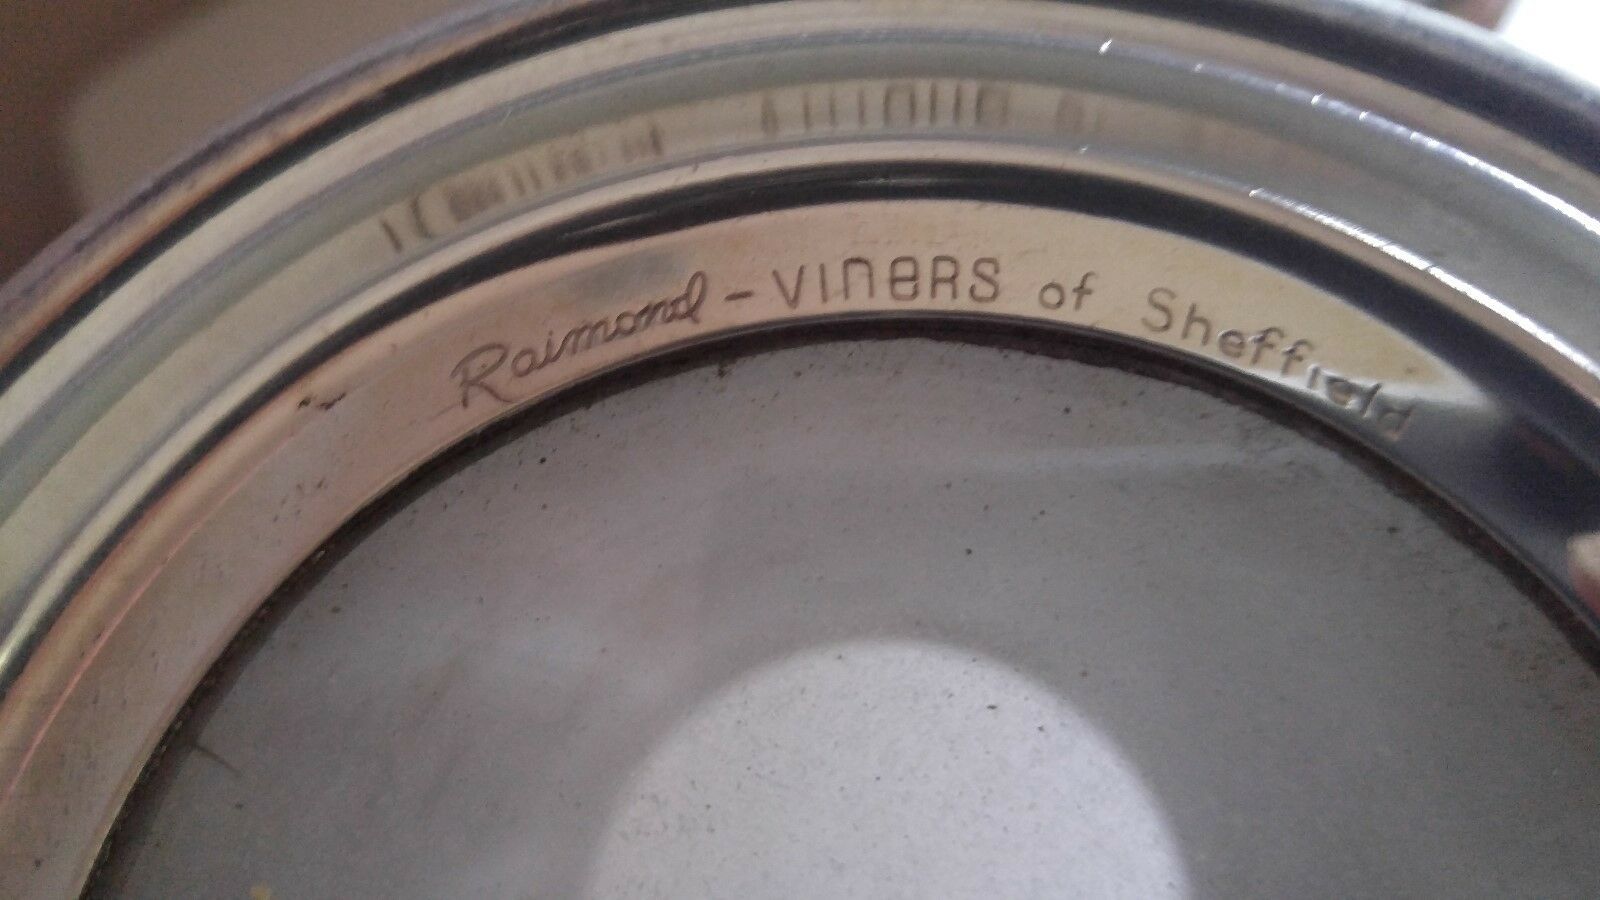 Raimond - VINERS of Sheffield